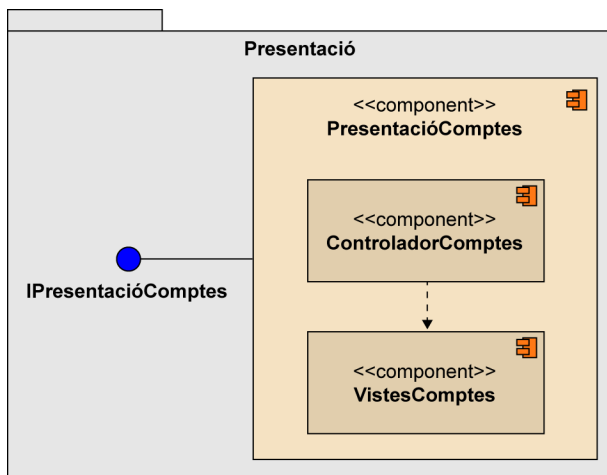 Presentació
<<component>>
PresentacióComptes
<<component>>
ControladorComptes
IPresentacióComptes
<<component>>
VistesComptes